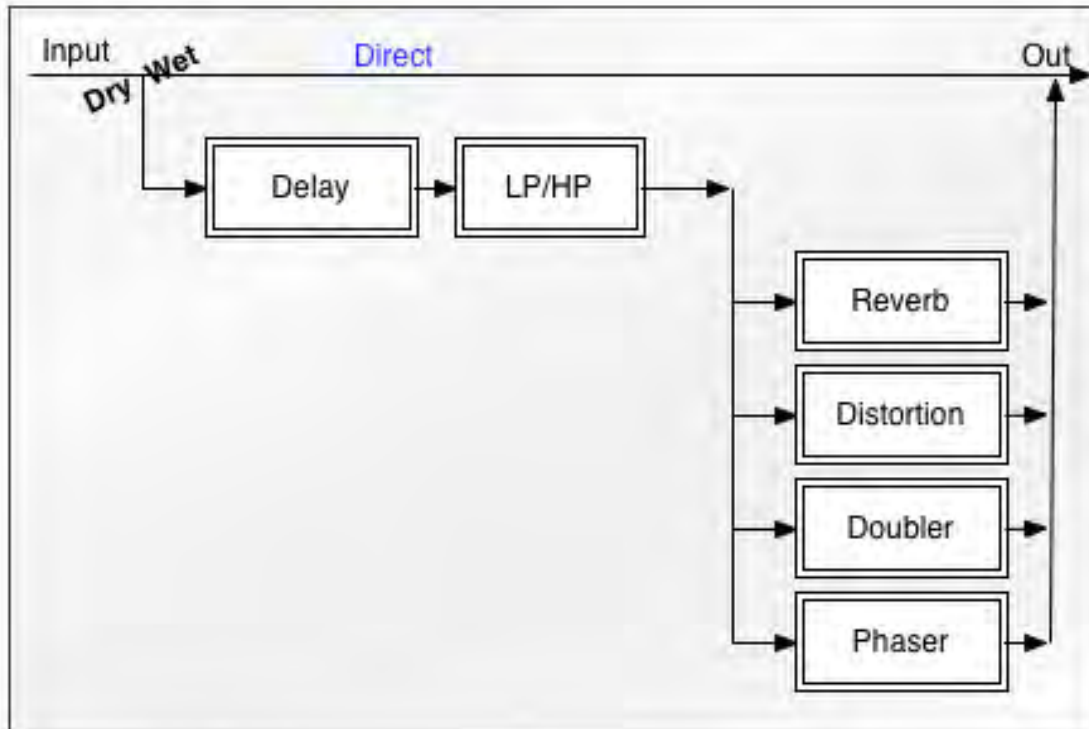 Input
Dry Wet
Direct
Out
Delay
LP/HP
Reverb
Distortion
Doubler
Phaser